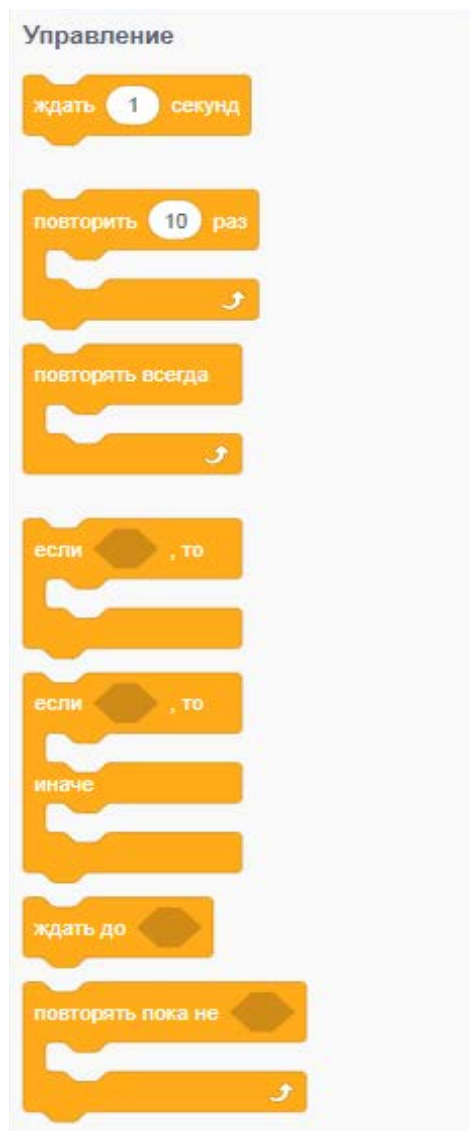 Управление
ждать 1 секунд
повторить 10 раз
повторять всегда
если , то
если , то
иначе
ждать до
повторять пока не